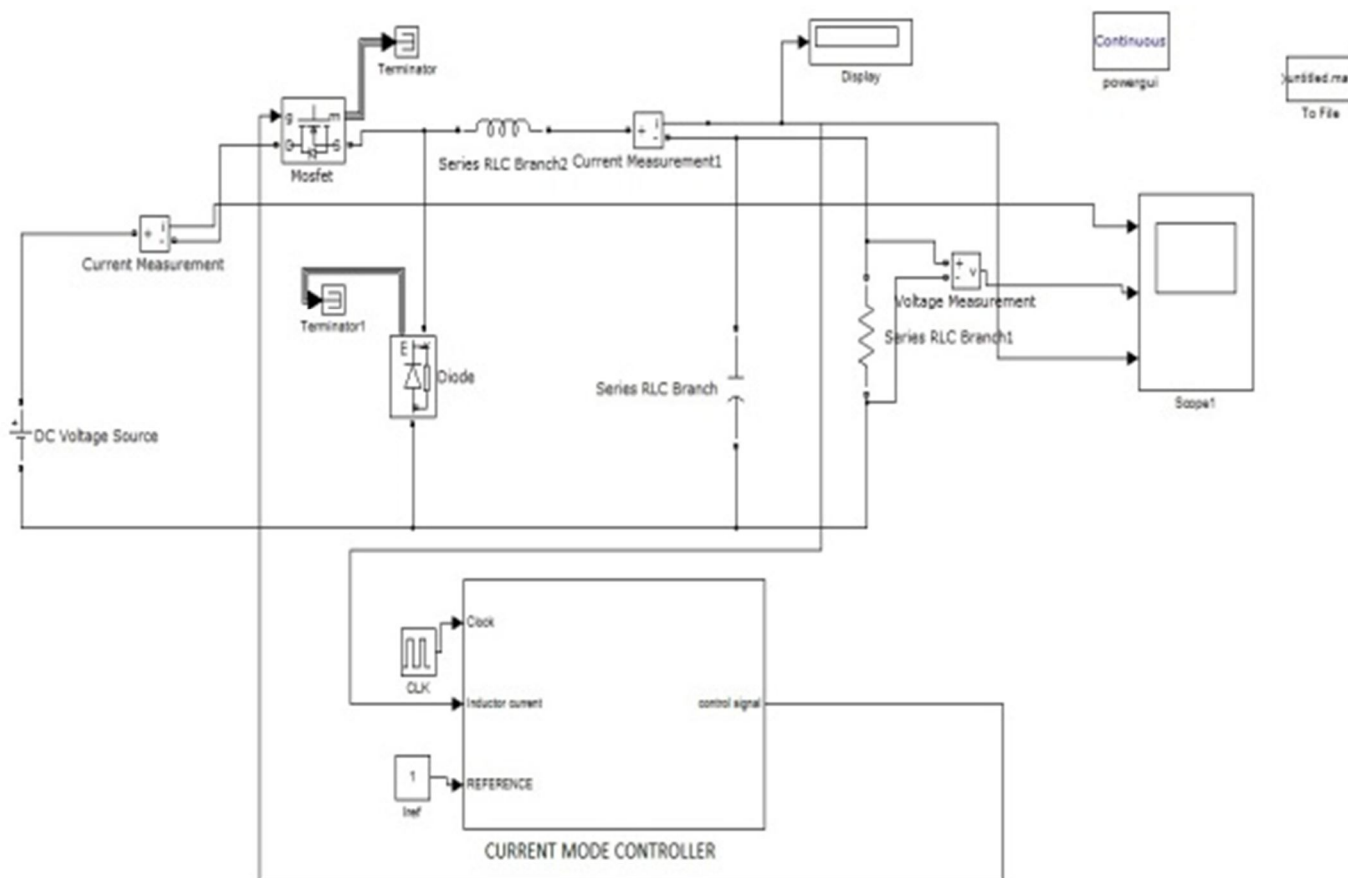 Terminator
Display
Continuous
powergui
untitled.ma
To File
g
m
D
S
Mosfet
Series RLC Branch2
+
i
-
Current Measurement1
+
i
-
Current Measurement
Terminator1
+
v
-
Voltage Measurement
Series RLC Branch1
Diode
Series RLC Branch
Scope1
+
DC Voltage Source
Clock
CLK
Inductor current
control signal
1
REFERENCE
Iref
CURRENT MODE CONTROLLER